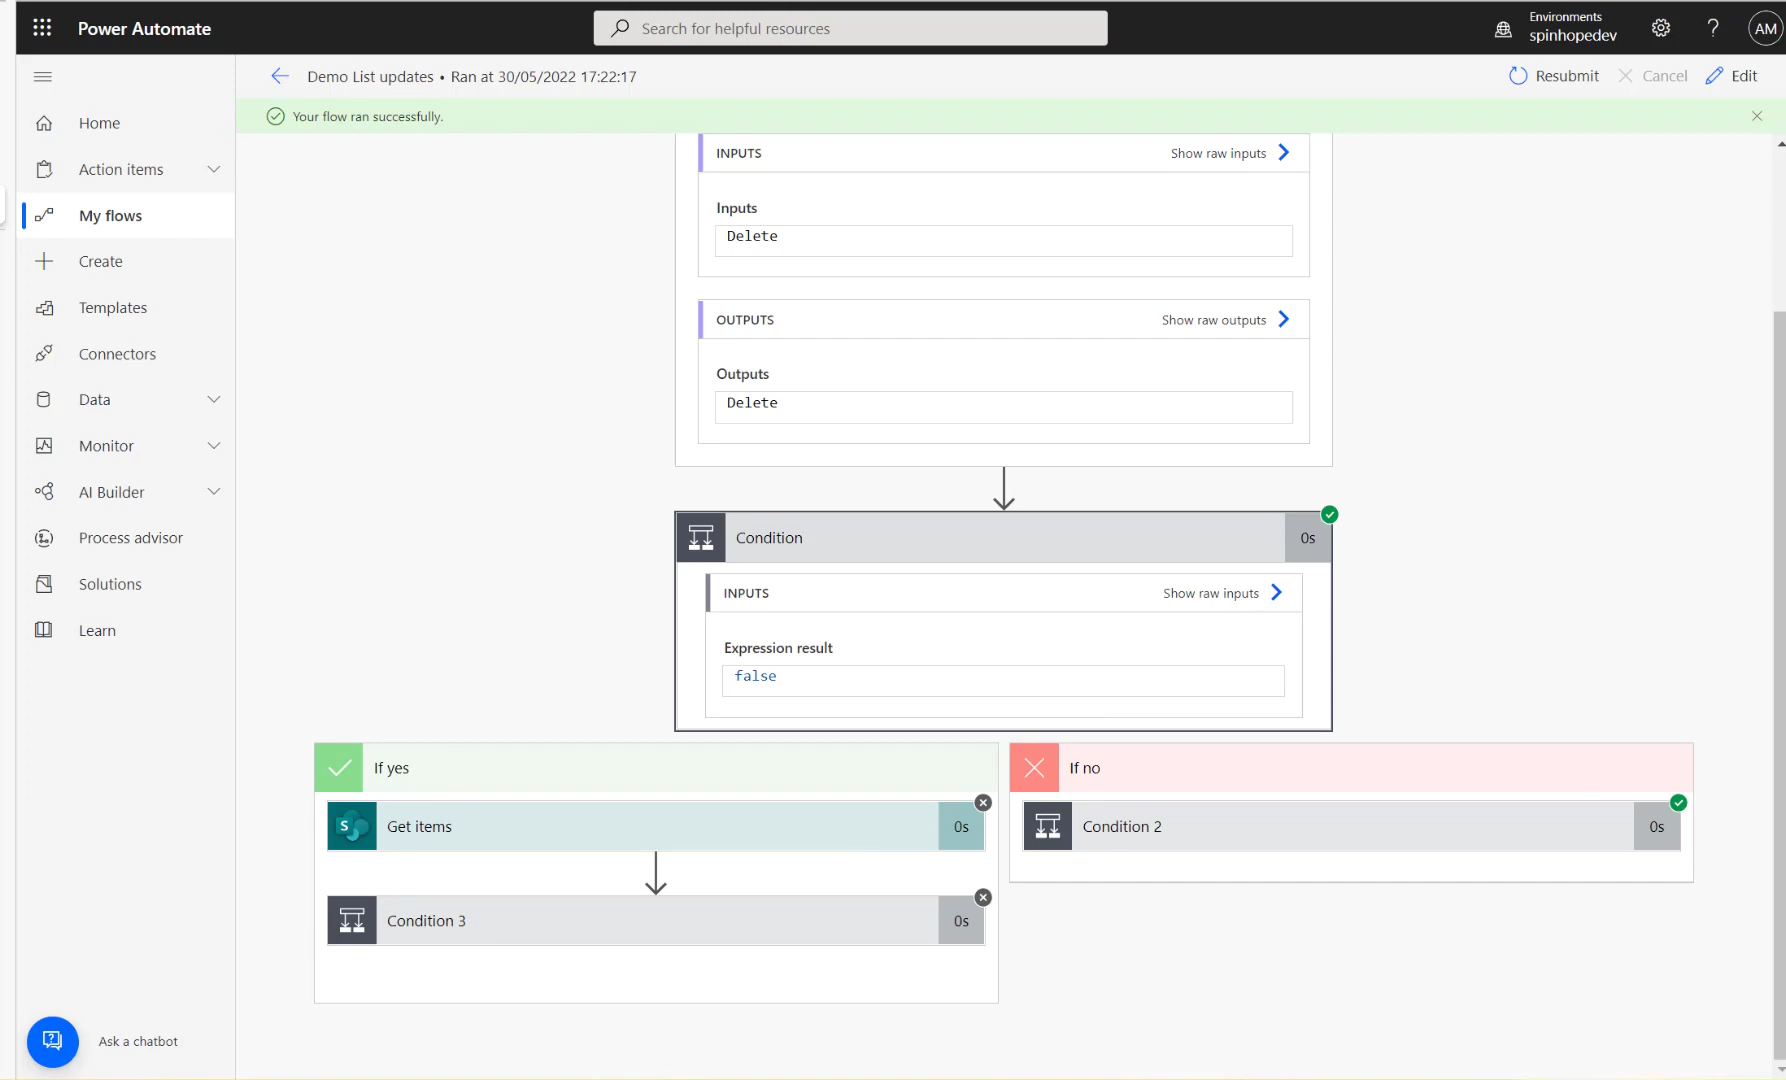 Power Automate
Search for helpful resources
Environments
spinhopedev
AM
Demo List updates • Ran at 30/05/2022 17:22:17
Resubmit
Cancel
Edit
Your flow ran successfully.
Home
Action items
My flows
Create
Templates
Connectors
Data
Monitor
AI Builder
Process advisor
Solutions
Learn
Ask a chatbot
INPUTS
Show raw inputs
Inputs
Delete
OUTPUTS
Show raw outputs
Outputs
Delete
Condition
0s
INPUTS
Show raw inputs
Expression result
false
If yes
Get items
0s
Condition 3
0s
If no
Condition 2
0s